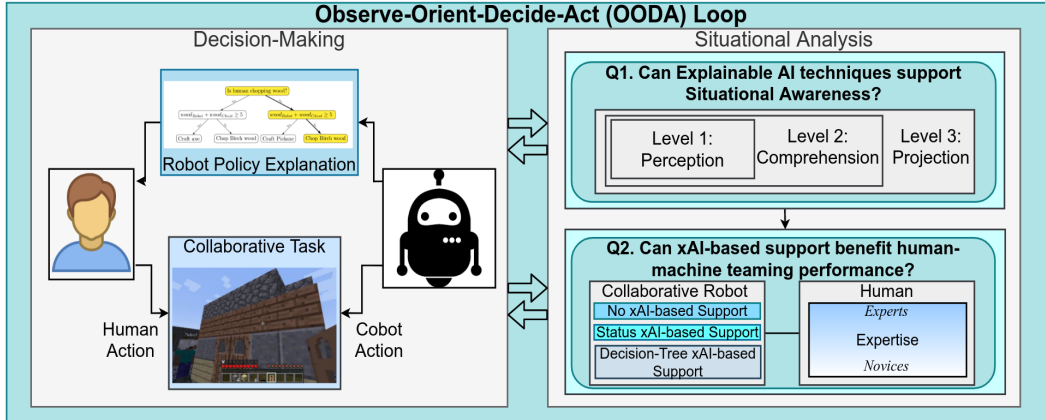 Observe-Orient-Decide-Act (OODA) Loop
Decision-Making
Is human chopping wood?
Craft axe
Chop Birch wood
Craft Pickaxe
Chop Birch wood
Robot Policy Explanation
Collaborative Task
Human
Action
Cobot
Action
Situational Analysis
Q1. Can Explainable AI techniques support
Situational Awareness?
Level 1:
Perception
Level 2:
Comprehension
Level 3:
Projection
Q2. Can xAI-based support benefit human-
machine teaming performance?
Collaborative Robot
No xAI-based Support
Status xAI-based Support
Decision-Tree xAI-based
Support
Human
Experts
Expertise
Novices